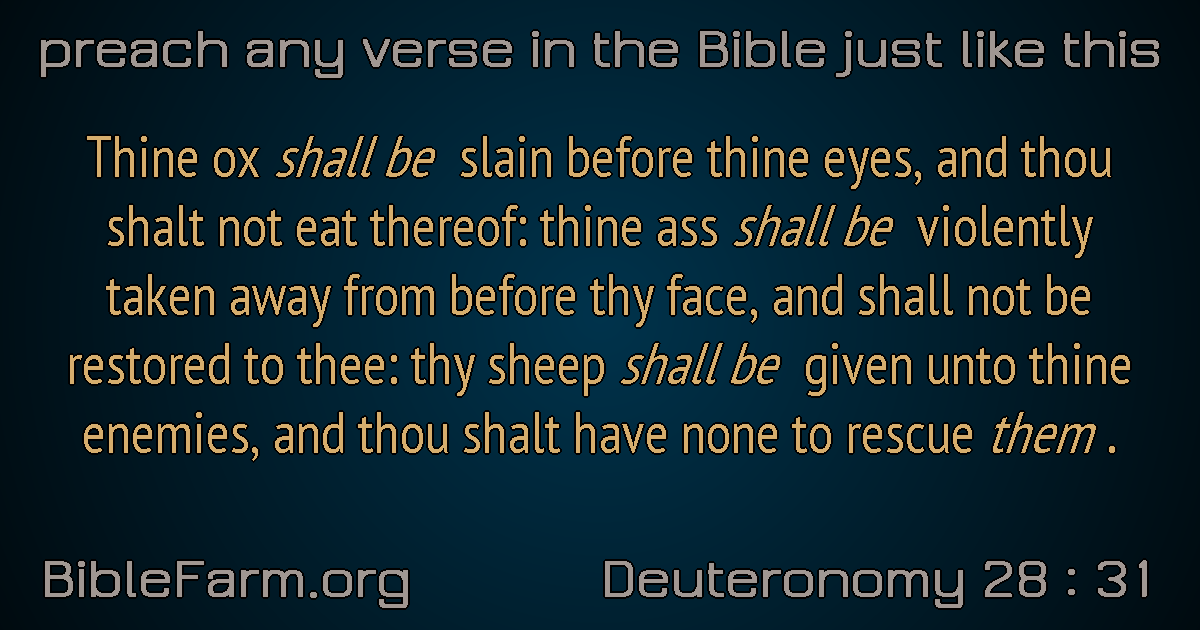 preach any verse in the Bible just like this
Thine ox shall be slain before thine eyes, and thou
shalt not eat thereof: thine ass shall be violently
taken away from before thy face, and shall not be
restored to thee: thy sheep shall be given unto thine
enemies, and thou shalt have none to rescue them .
BibleFarm.org
Deuteronomy 28 : 31